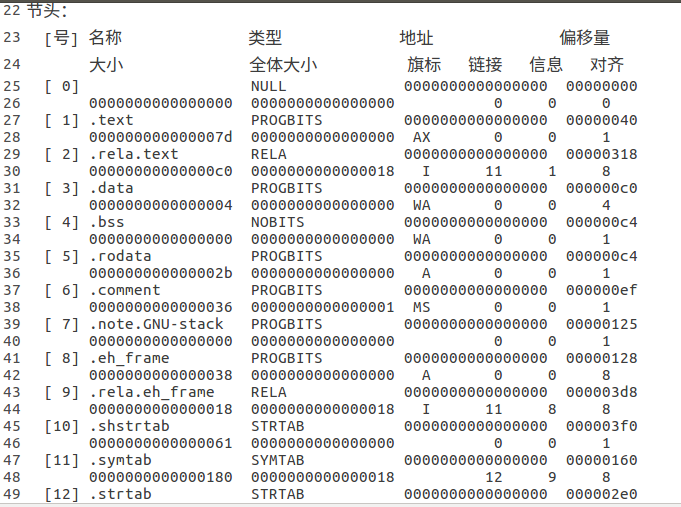 22 节头：
23 [号] 名称 类型 地址 偏移量
24 大小 全体大小 旗标 链接 信息 对齐
25 [ 0] NULL 0000000000000000 00000000
26 0000000000000000 0000000000000000 0 0 0
27 [ 1] .text PROGBITS 0000000000000000 00000040
28 000000000000007d 0000000000000000 AX 0 0 1
29 [ 2] .rela.text RELA 0000000000000000 00000318
30 00000000000000c0 0000000000000018 I 11 1 8
31 [ 3] .data PROGBITS 0000000000000000 000000c0
32 0000000000000004 0000000000000000 WA 0 0 4
33 [ 4] .bss NOBITS 0000000000000000 000000c4
34 0000000000000000 0000000000000000 WA 0 0 1
35 [ 5] .rodata PROGBITS 0000000000000000 000000c4
36 000000000000002b 0000000000000000 A 0 0 1
37 [ 6] .comment PROGBITS 0000000000000000 000000ef
38 0000000000000036 0000000000000001 MS 0 0 1
39 [ 7] .note.GNU-stack PROGBITS 0000000000000000 00000125
40 0000000000000000 0000000000000000 0 0 1
41 [ 8] .eh_frame PROGBITS 0000000000000000 00000128
42 0000000000000038 0000000000000000 A 0 0 8
43 [ 9] .rela.eh_frame RELA 0000000000000000 000003d8
44 0000000000000018 0000000000000018 I 11 8 8
45 [10] .shstrtab STRTAB 0000000000000000 000003f0
46 0000000000000061 0000000000000000 0 0 1
47 [11] .symtab SYMTAB 0000000000000000 00000160
48 0000000000000180 0000000000000018 12 9 8
49 [12] .strtab STRTAB 0000000000000000 000002e0